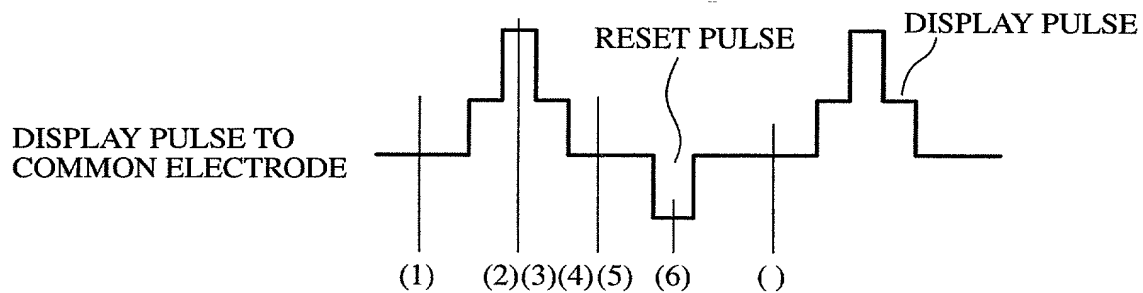 RESET PULSE
DISPLAY PULSE
DISPLAY PULSE TO
COMMON ELECTRODE
(1) (2)(3)(4)(5) (6) ( )